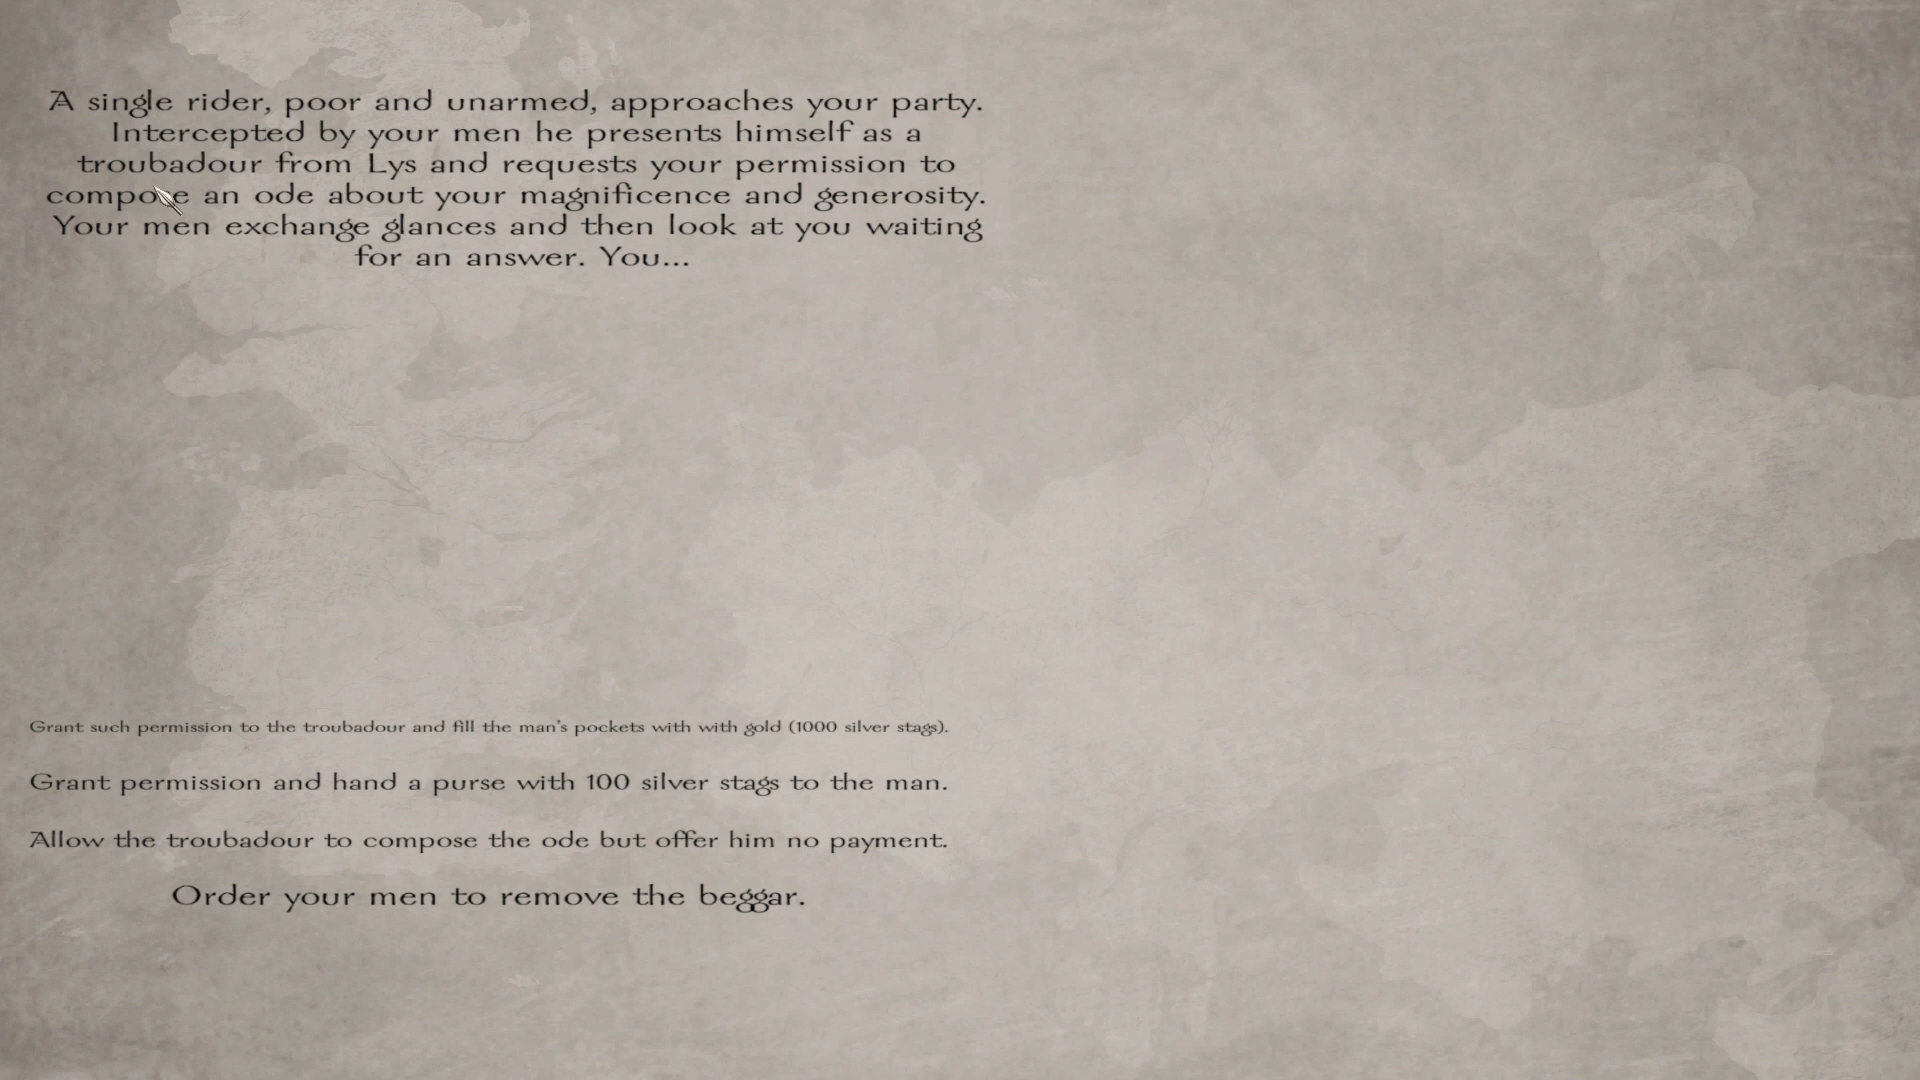 A single rider, poor and unarmed, approaches your party.
Intercepted by your men he presents himself as a
troubadour from Lys and requests your permission to
compose an ode about your magnificence and generosity.
Your men exchange glances and then look at you waiting
for an answer. You...
Grant such permission to the troubadour and fill the man's pockets with with gold (1000 silver stags).
Grant permission and hand a purse with 100 silver stags to the man.
Allow the troubadour to compose the ode but offer him no payment.
Order your men to remove the beggar.